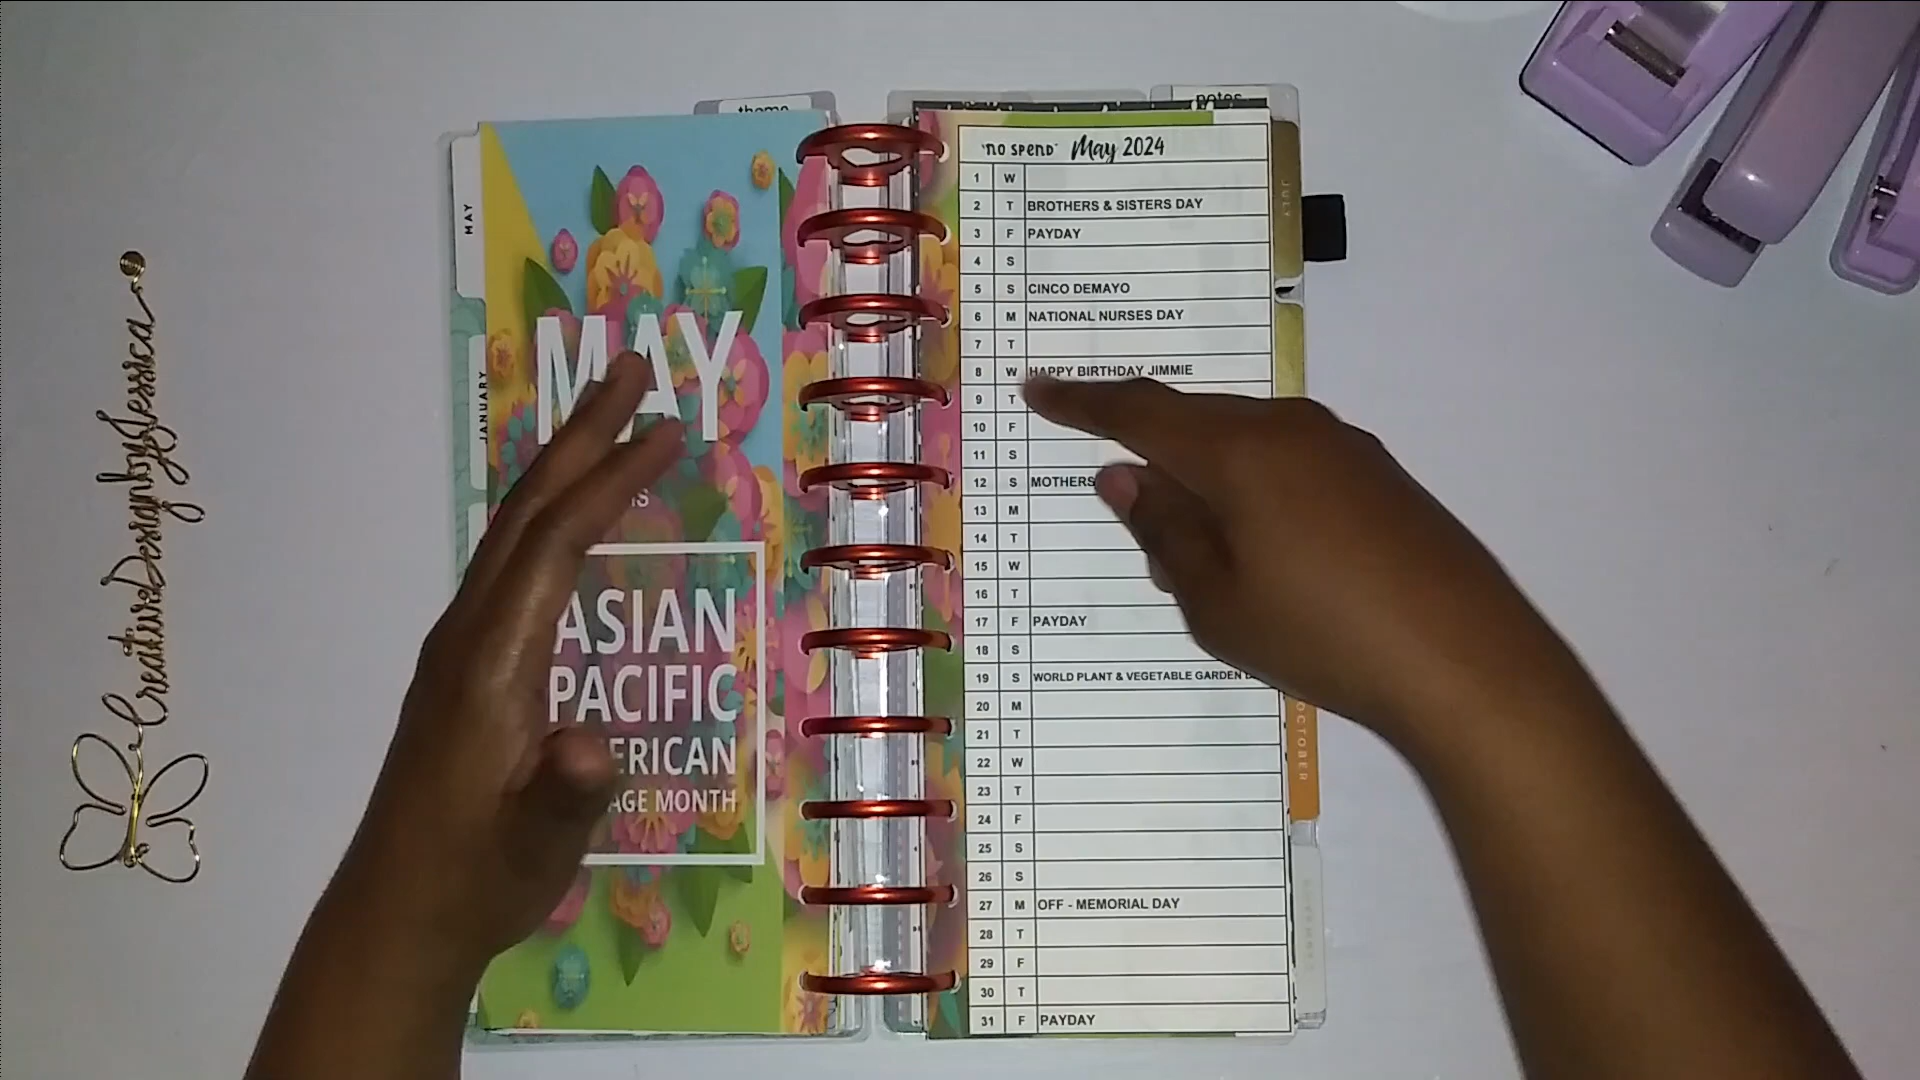 CreativeDesignbyJessica
theme
notes
MAY
JANUARY
MAY
IS
ASIAN
PACIFIC
ERICAN
AGE MONTH
'NO SPEND' May 2024
1 W
2 T BROTHERS & SISTERS DAY
3 F PAYDAY
4 S
5 S CINCO DEMAYO
6 M NATIONAL NURSES DAY
7 T
8 W HAPPY BIRTHDAY JIMMIE
9 T
10 F
11 S
12 S MOTHERS
13 M
14 T
15 W
16 T
17 F PAYDAY
18 S
19 S WORLD PLANT & VEGETABLE GARDEN
20 M
21 T
22 W
23 T
24 F
25 S
26 S
27 M OFF - MEMORIAL DAY
28 T
29 F
30 T
31 F PAYDAY
JULY
OCTOBER